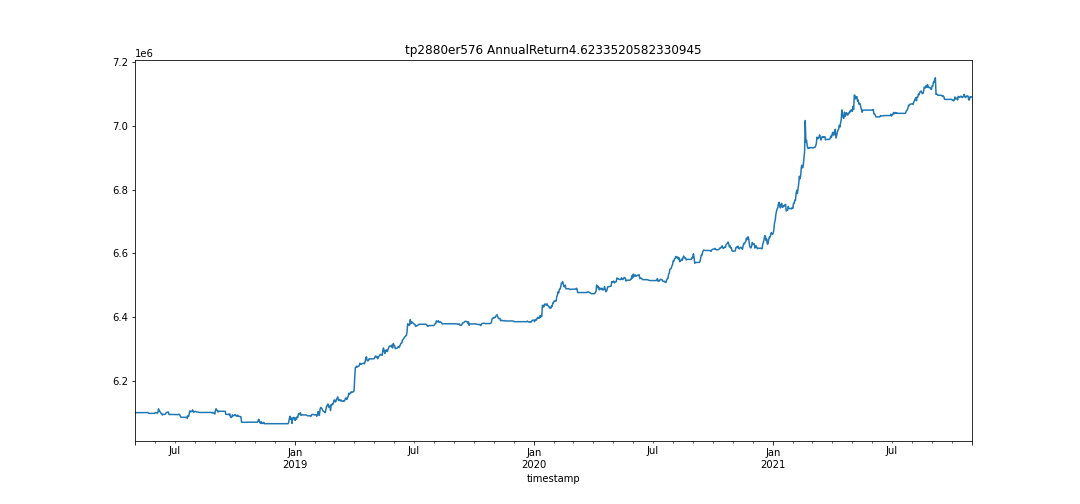 tp2880er576 AnnualReturn4.6233520582330945
1e6
7.2
7.0
6.8
6.6
6.4
6.2
Jul Jan Jul Jan Jul Jan Jul
2019 2020 2021
timestamp